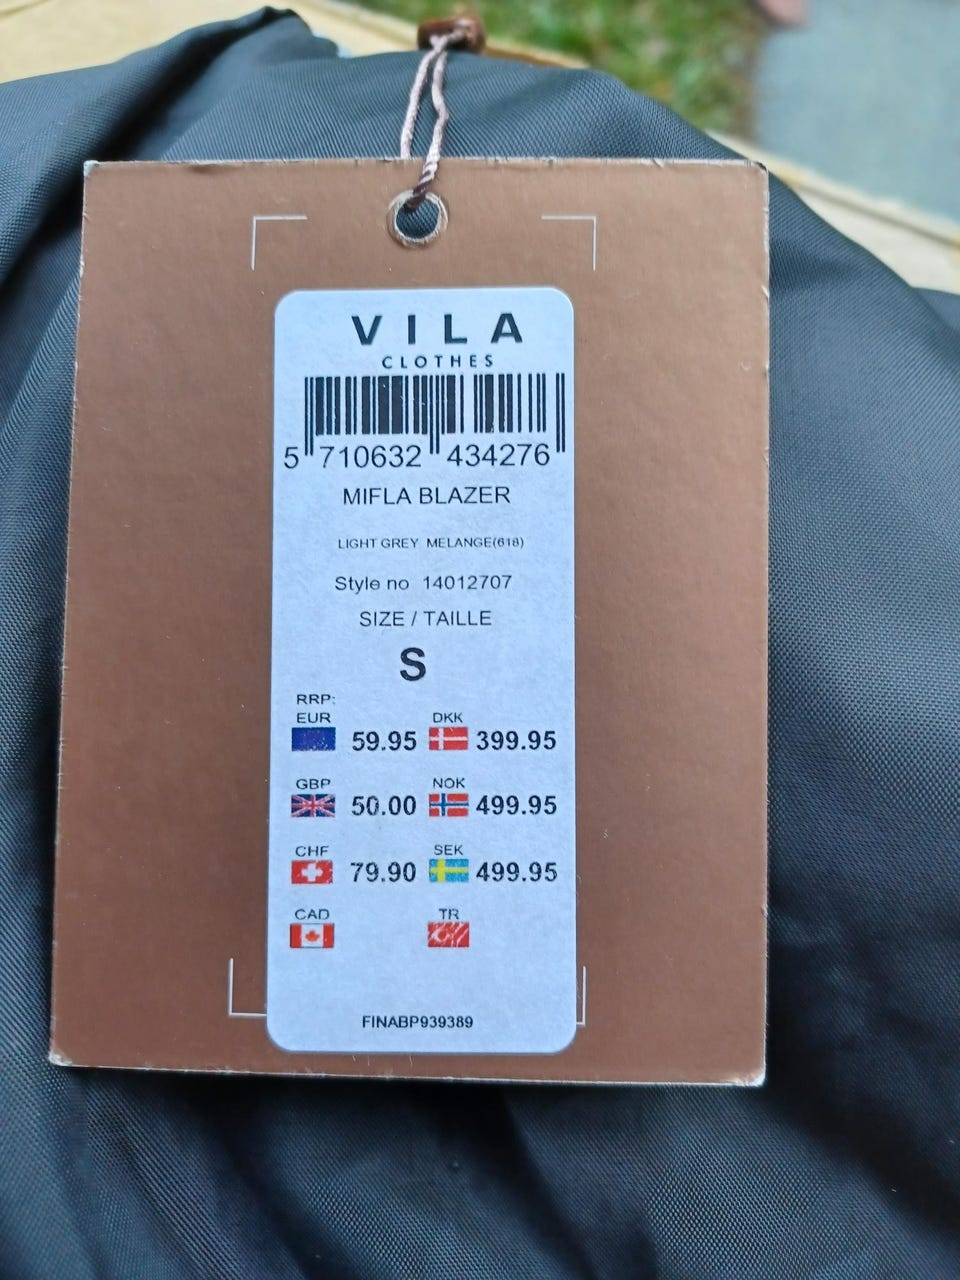 VILA
CLOTHES
5 710632 434276
MIFLA BLAZER
LIGHT GREY MELANGE(618)
Style no 14012707
SIZE / TAILLE
S
RRP:
EUR DKK
59.95 399.95
GBP NOK
50.00 499.95
CHF SEK
79.90 499.95
CAD TR
FINABP939389